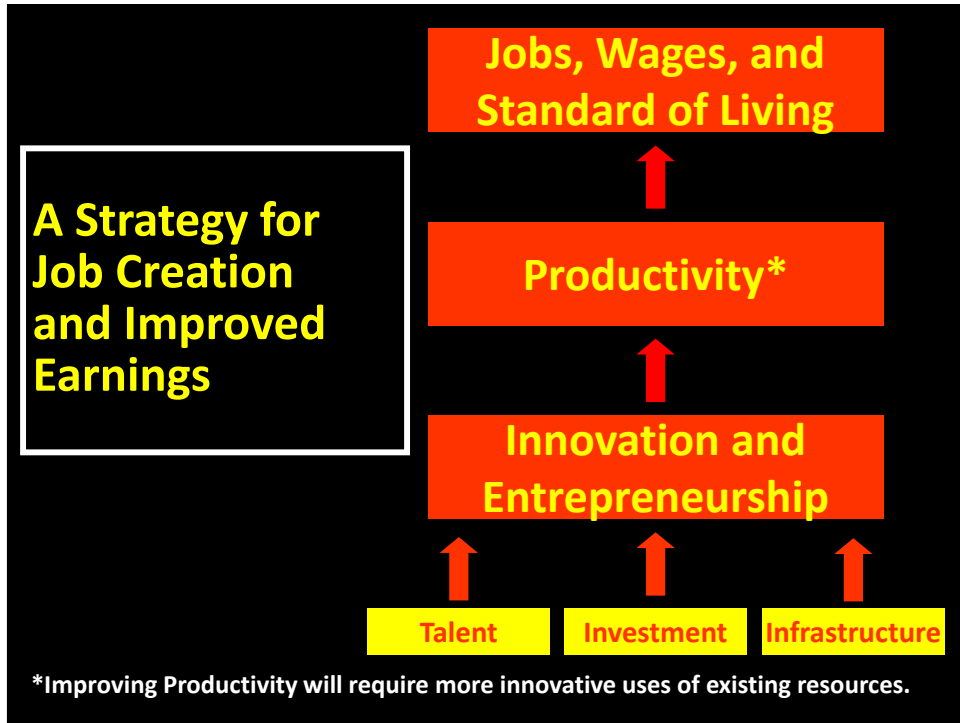 Jobs, Wages, and
Standard of Living
A Strategy for
Job Creation
and Improved
Earnings
Productivity*
Innovation and
Entrepreneurship
Talent
Investment
Infrastructure
*Improving Productivity will require more innovative uses of existing resources.